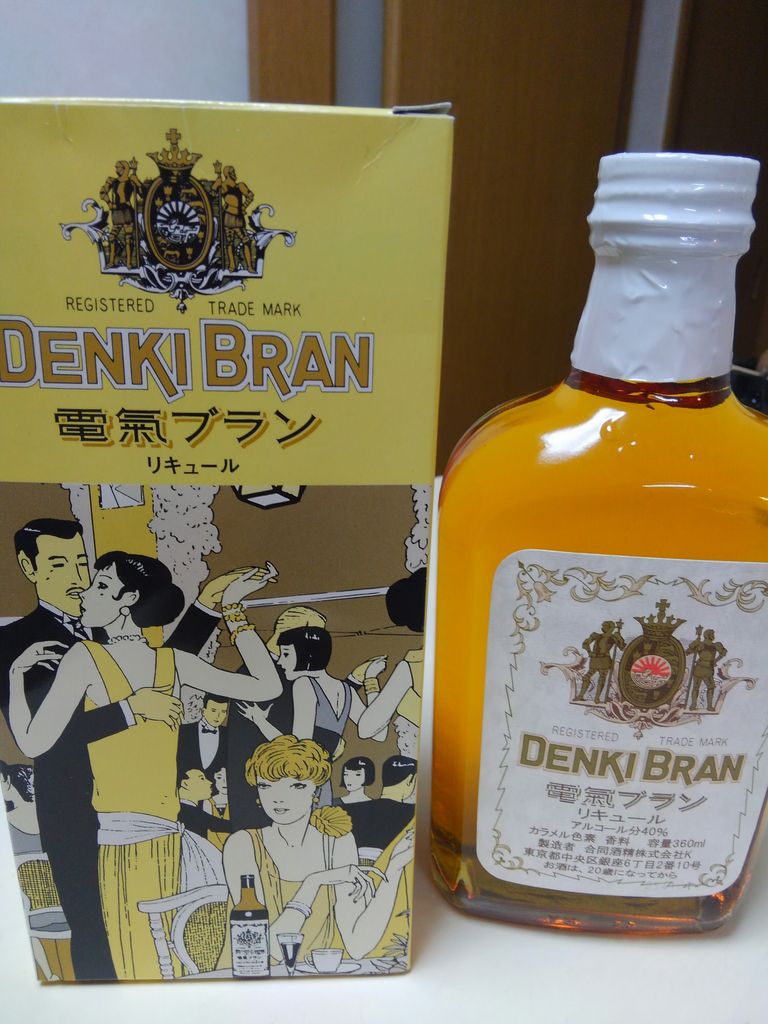 REGISTERED TRADE MARK
DENKI BRAN
電氣ブラン
リキュール
REGISTERED TRADE MARK
DENKI BRAN
電氣ブラン
リキュール
アルコール分40%
カラメル色素 香料 容量360ml
製造者 合同酒精株式会社K
東京都中央区銀座6丁目2番10号
お酒は、20歳になってから